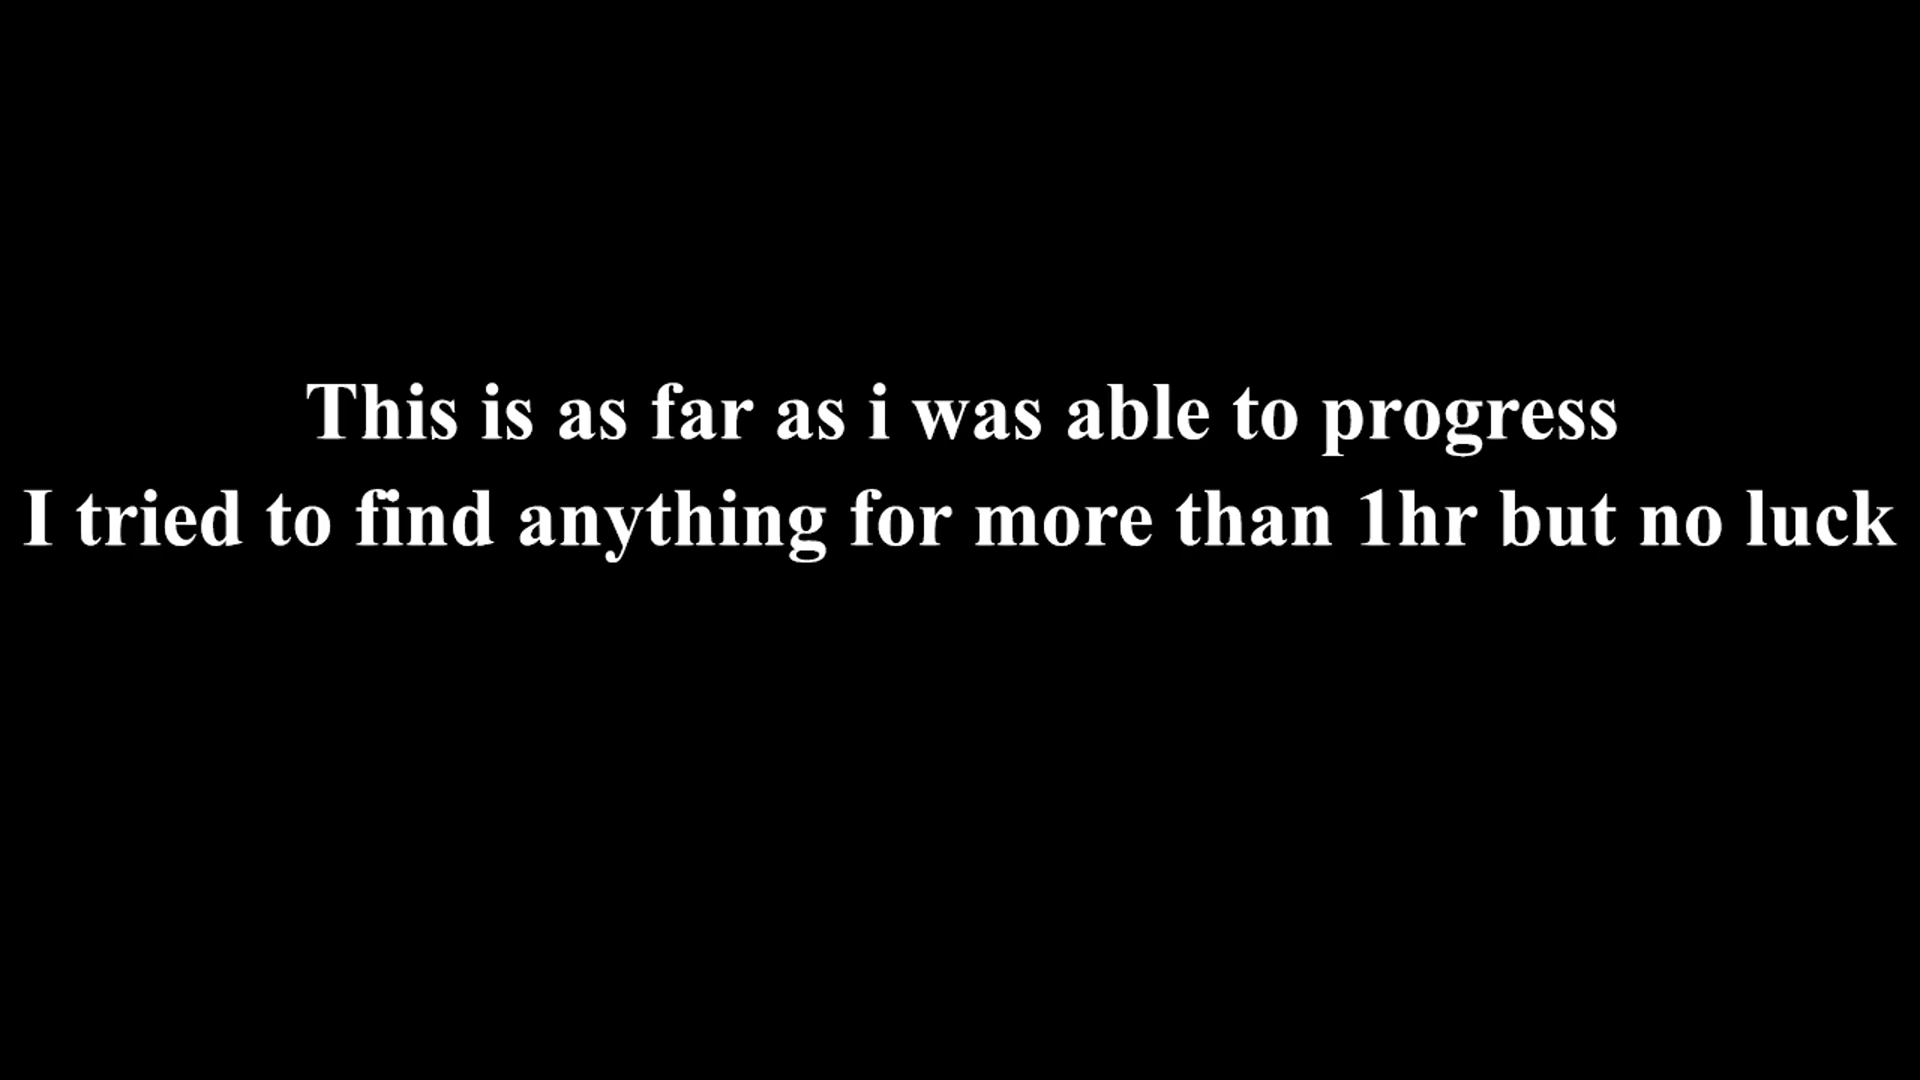 This is as far as i was able to progress
I tried to find anything for more than 1hr but no luck